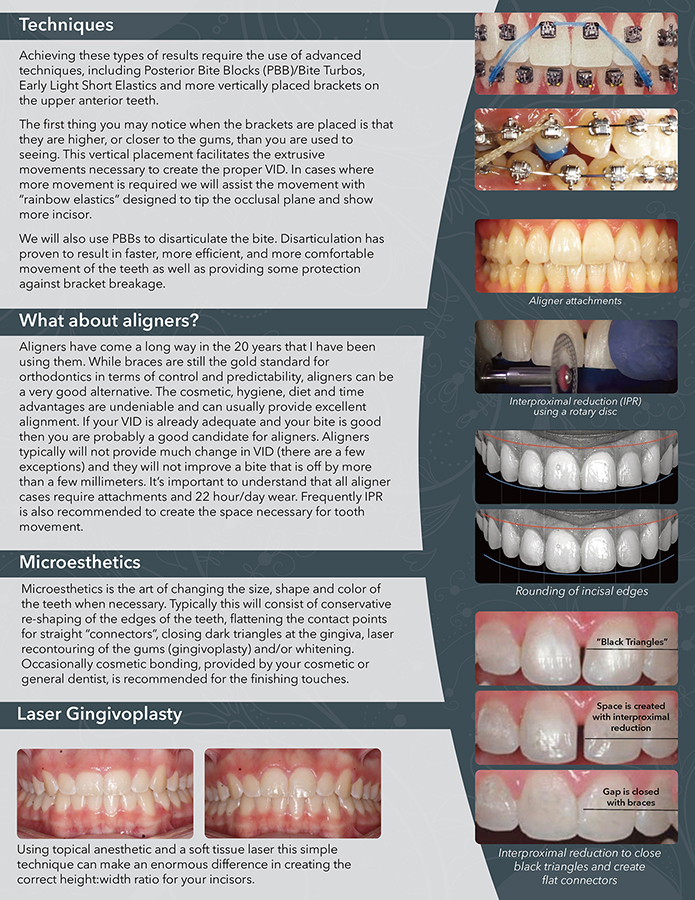 Techniques
Achieving these types of results require the use of advanced
techniques, including Posterior Bite Blocks (PBB)/Bite Turbos,
Early Light Short Elastics and more vertically placed brackets on
the upper anterior teeth.
The first thing you may notice when the brackets are placed is that
they are higher, or closer to the gums, than you are used to
seeing. This vertical placement facilitates the extrusive
movements necessary to create the proper VID. In cases where
more movement is required we will assist the movement with
“rainbow elastics” designed to tip the occlusal plane and show
more incisor.
We will also use PBBs to disarticulate the bite. Disarticulation has
proven to result in faster, more efficient, and more comfortable
movement of the teeth as well as providing some protection
against bracket breakage.
What about aligners?
Aligners have come a long way in the 20 years that I have been
using them. While braces are still the gold standard for
orthodontics in terms of control and predictability, aligners can be
a very good alternative. The cosmetic, hygiene, diet and time
advantages are undeniable and can usually provide excellent
alignment. If your VID is already adequate and your bite is good
then you are probably a good candidate for aligners. Aligners
typically will not provide much change in VID (there are a few
exceptions) and they will not improve a bite that is off by more
than a few millimeters. It’s important to understand that all aligner
cases require attachments and 22 hour/day wear. Frequently IPR
is also recommended to create the space necessary for tooth
movement.
Microesthetics
Microesthetics is the art of changing the size, shape and color of
the teeth when necessary. Typically this will consist of conservative
re-shaping of the edges of the teeth, flattening the contact points
for straight “connectors”, closing dark triangles at the gingiva, laser
recontouring of the gums (gingivoplasty) and/or whitening.
Occasionally cosmetic bonding, provided by your cosmetic or
general dentist, is recommended for the finishing touches.
Laser Gingivoplasty
Using topical anesthetic and a soft tissue laser this simple
technique can make an enormous difference in creating the
correct height:width ratio for your incisors.
Aligner attachments
Interproximal reduction (IPR)
using a rotary disc
Rounding of incisal edges
“Black Triangles”
Space is created
with interproximal
reduction
Gap is closed
with braces
Interproximal reduction to close
black triangles and create
flat connectors